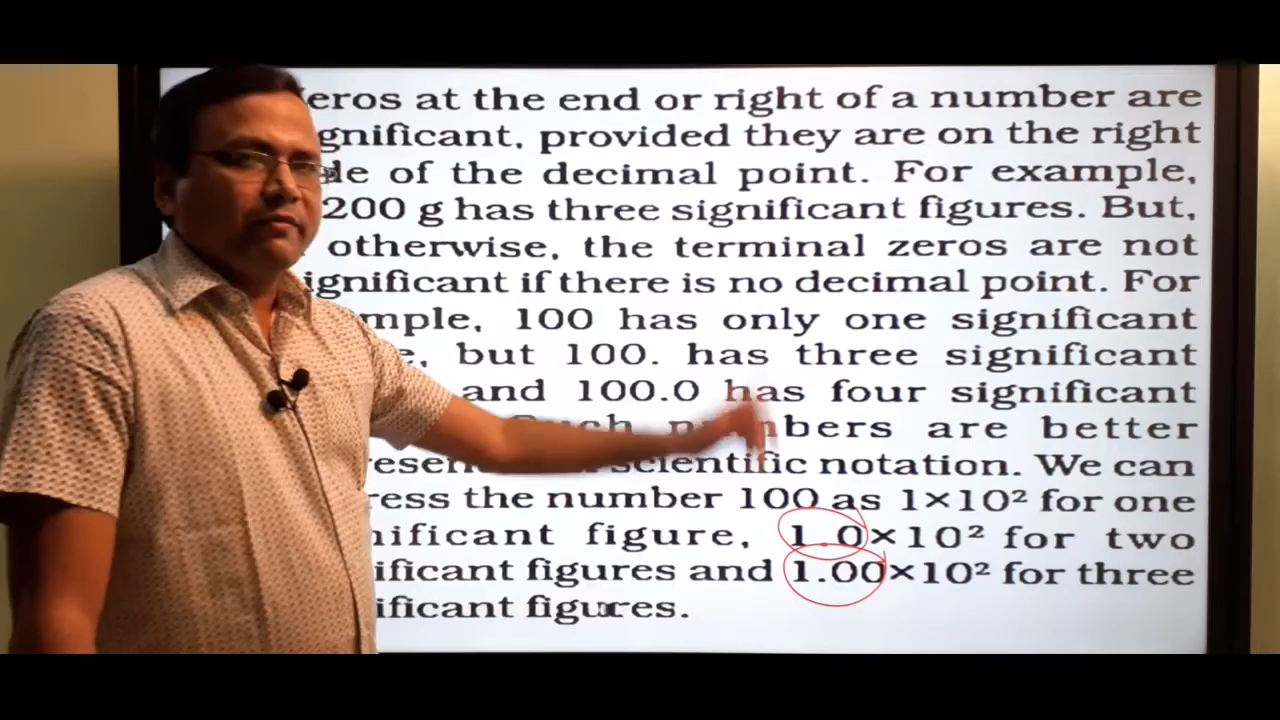 eros at the end or right of a number are
gnificant, provided they are on the right
de of the decimal point. For example,
200 g has three significant figures. But,
otherwise, the terminal zeros are not
ignificant if there is no decimal point. For
mple, 100 has only one significant
e, but 100. has three significant
and 100.0 has four significant
Such numbers are better
resen scientific notation. We can
ress the number 100 as 1×10² for one
nificant figure, 1.0×10² for two
ificant figures and 1.00×10² for three
ificant figures.